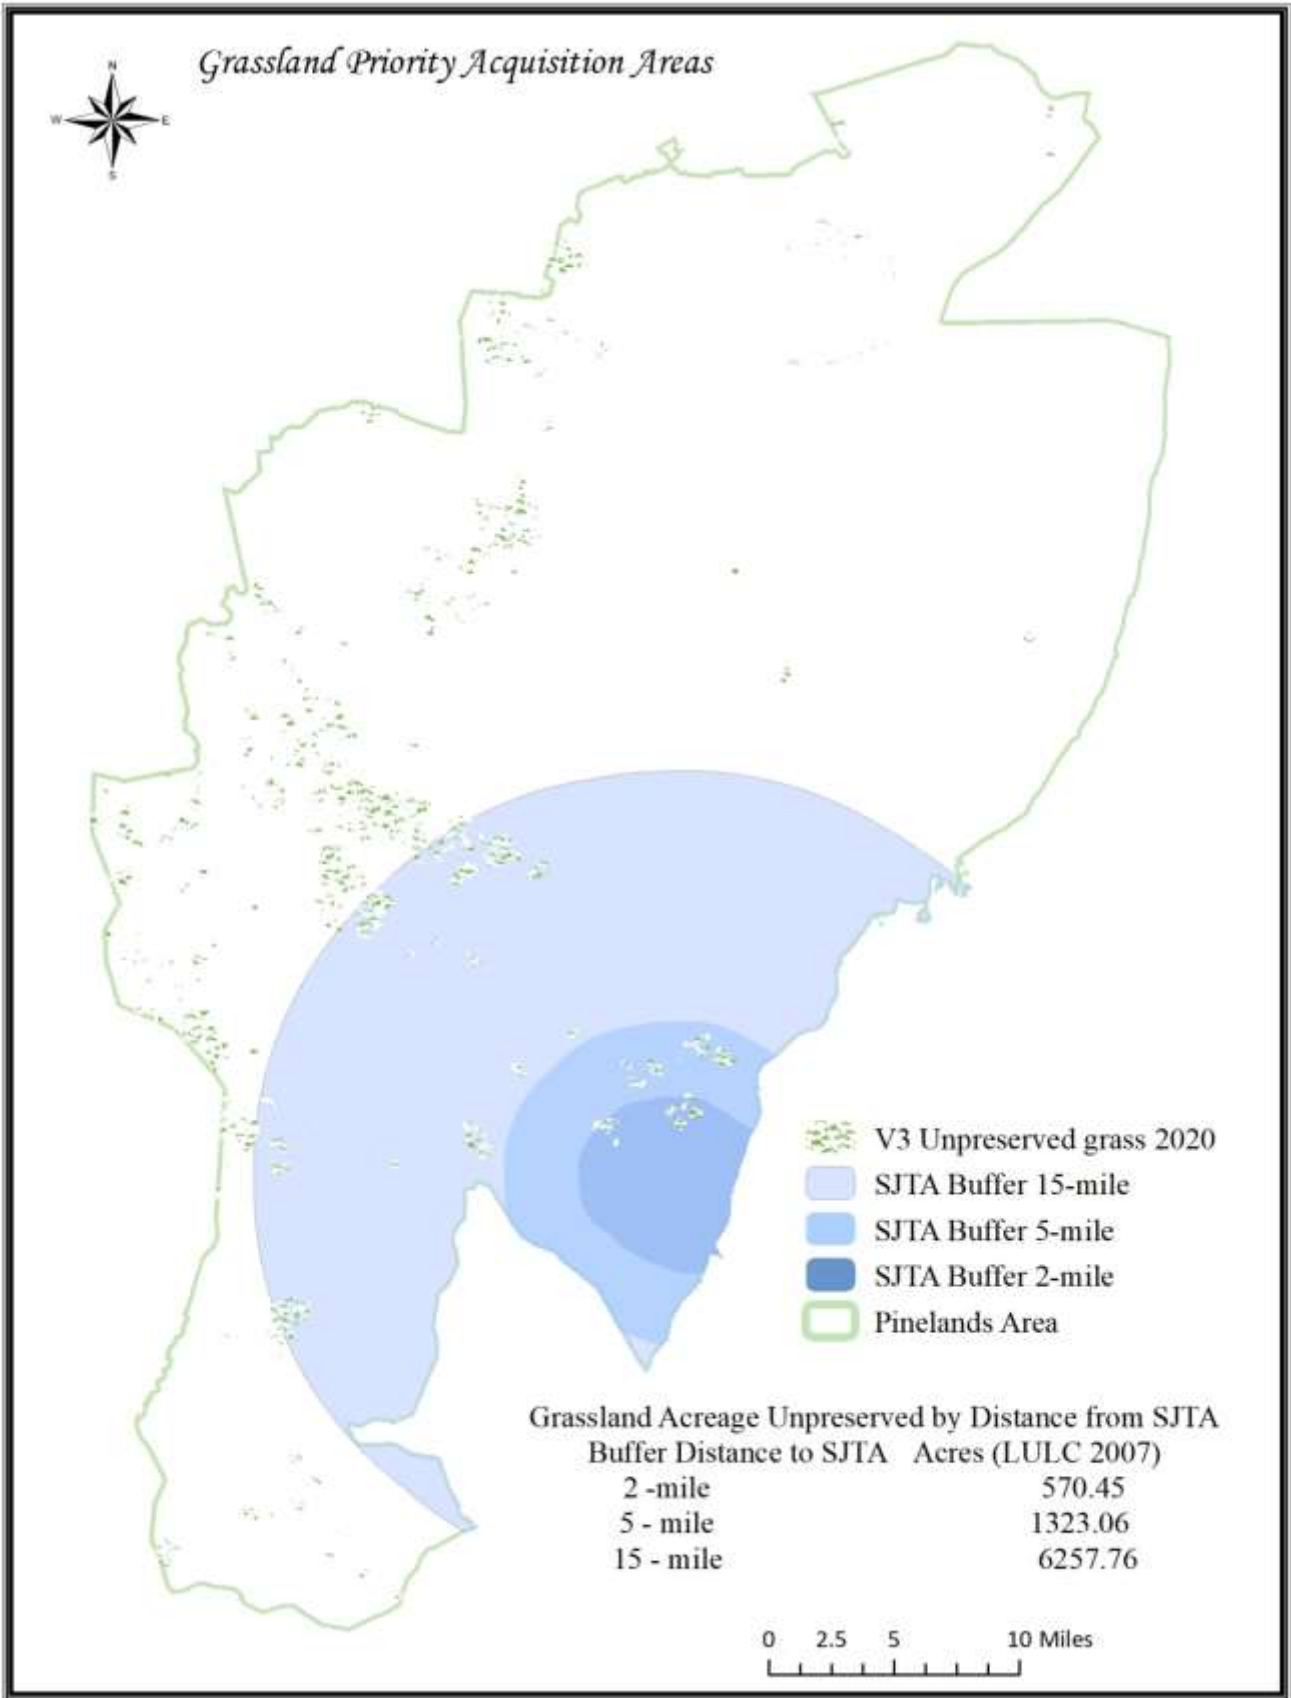 Grassland Priority Acquisition Areas
N
W E
S
V3 Unpreserved grass 2020
SJTA Buffer 15-mile
SJTA Buffer 5-mile
SJTA Buffer 2-mile
Pinelands Area
Grassland Acreage Unpreserved by Distance from SJTA
Buffer Distance to SJTA Acres (LULC 2007)
2 -mile 570.45
5 - mile 1323.06
15 - mile 6257.76
0 2.5 5 10 Miles